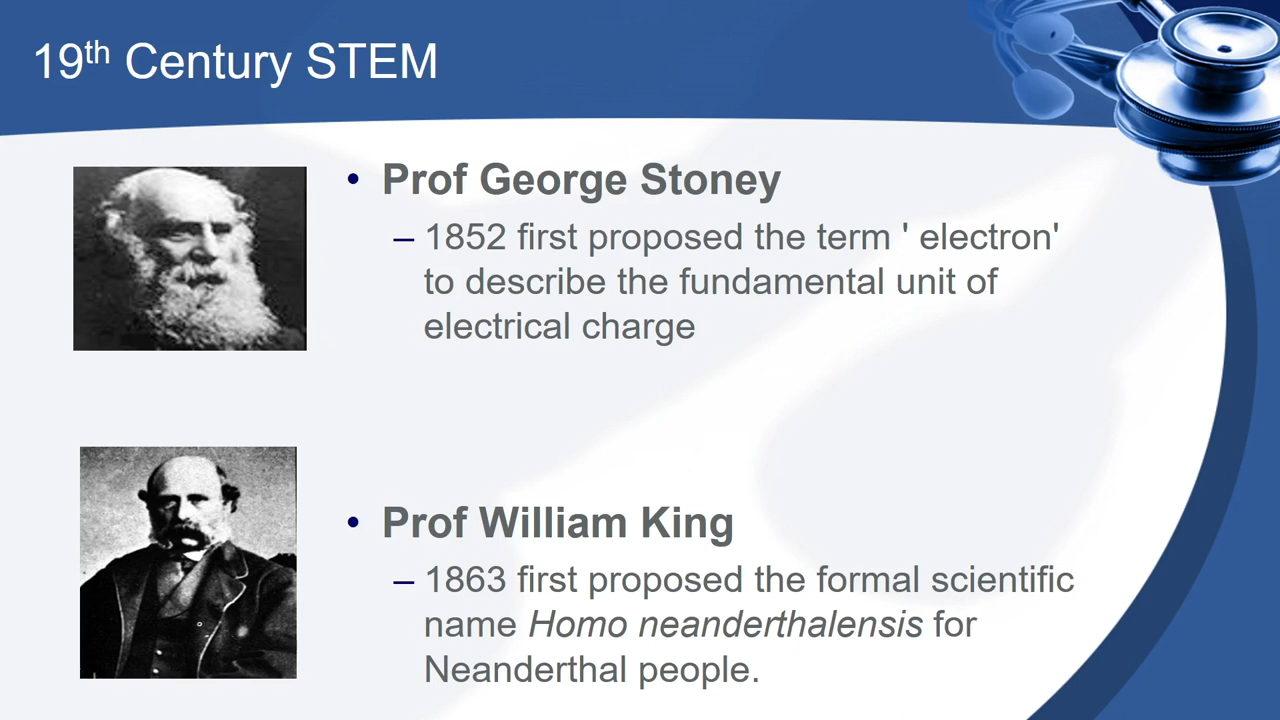 19th Century STEM
• Prof George Stoney
– 1852 first proposed the term ' electron'
to describe the fundamental unit of
electrical charge
• Prof William King
– 1863 first proposed the formal scientific
name Homo neanderthalensis for
Neanderthal people.